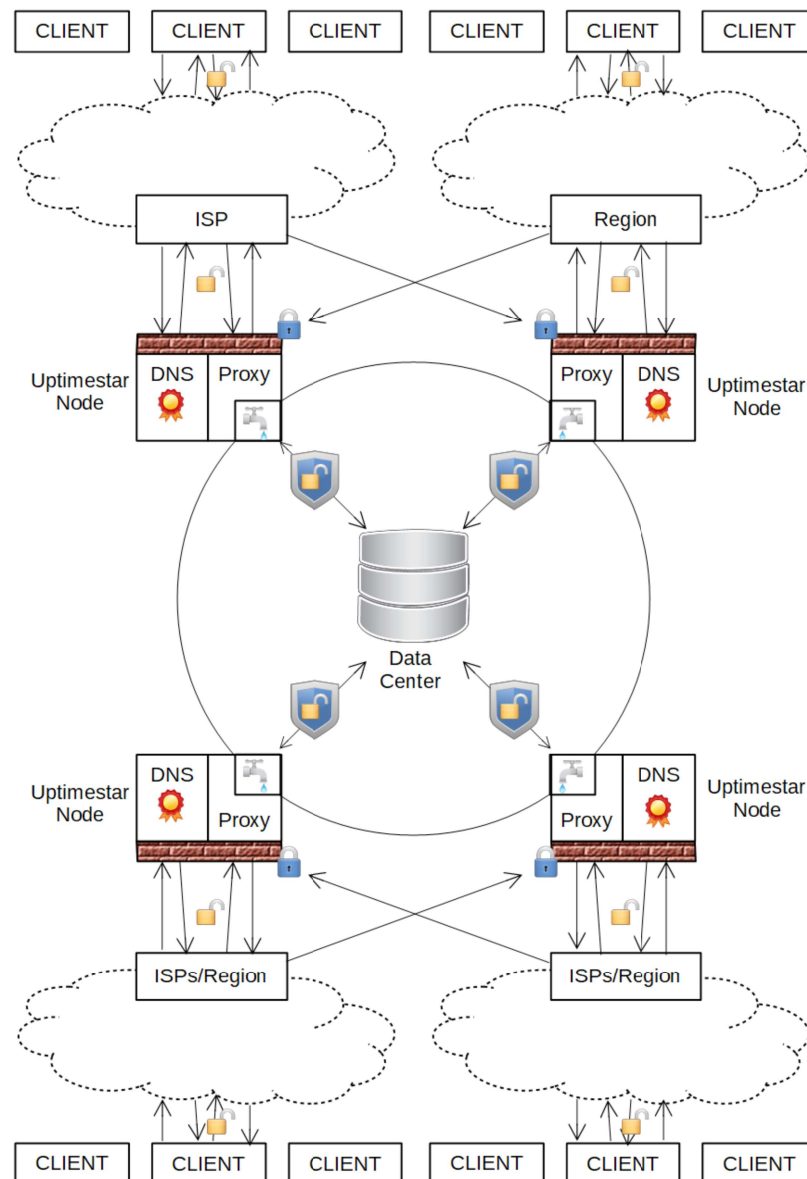 CLIENT
CLIENT
CLIENT
CLIENT
CLIENT
CLIENT
ISP
Region
Uptimestar
Node
DNS
Proxy
Proxy
DNS
Uptimestar
Node
Data
Center
Uptimestar
Node
DNS
Proxy
Proxy
DNS
Uptimestar
Node
ISPs/Region
ISPs/Region
CLIENT
CLIENT
CLIENT
CLIENT
CLIENT
CLIENT